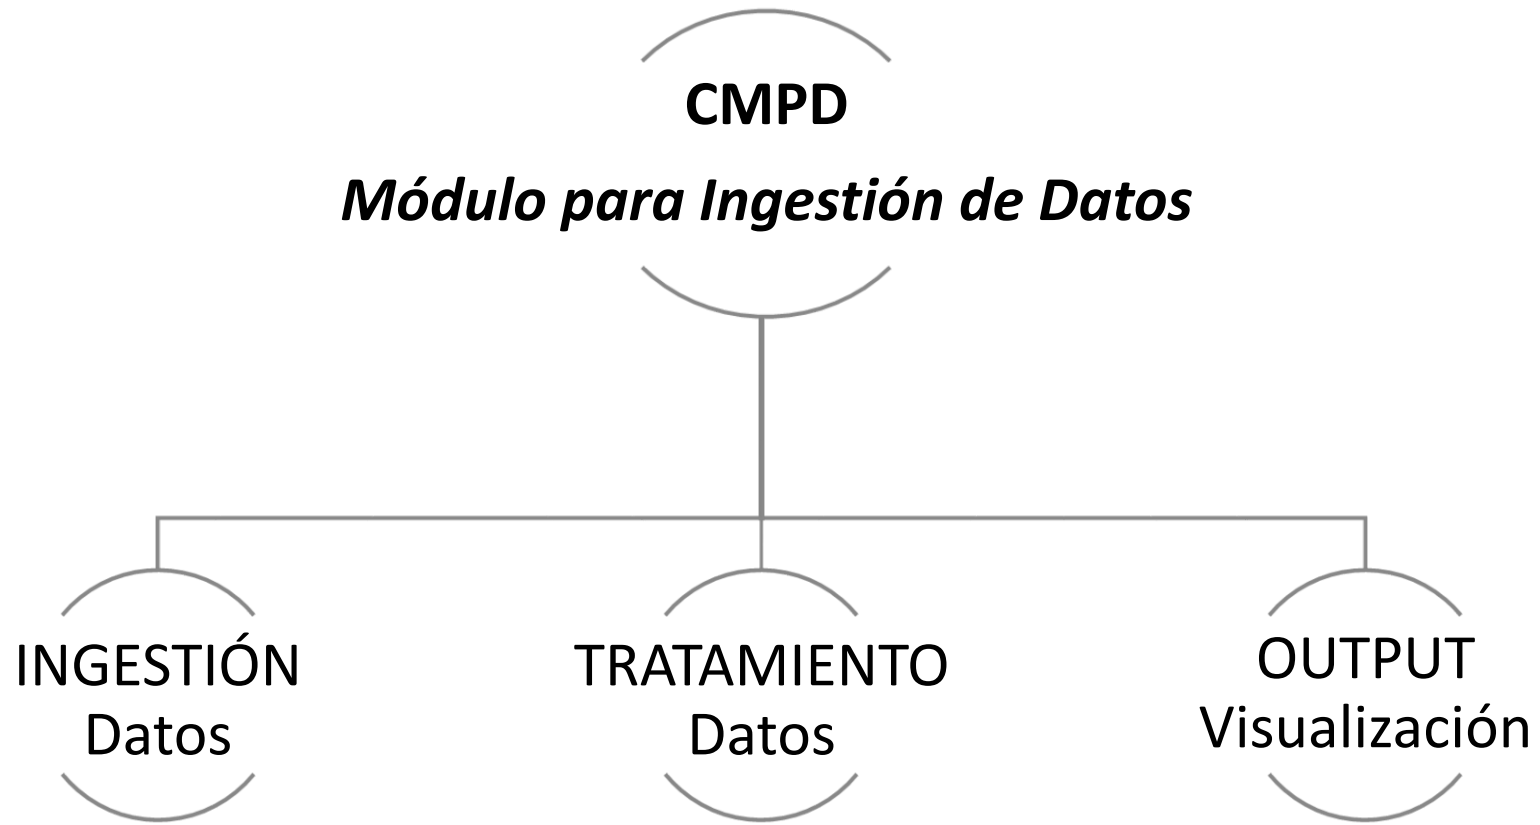 CMPD
Módulo para Ingestión de Datos
INGESTIÓN
Datos
TRATAMIENTO
Datos
OUTPUT
Visualización